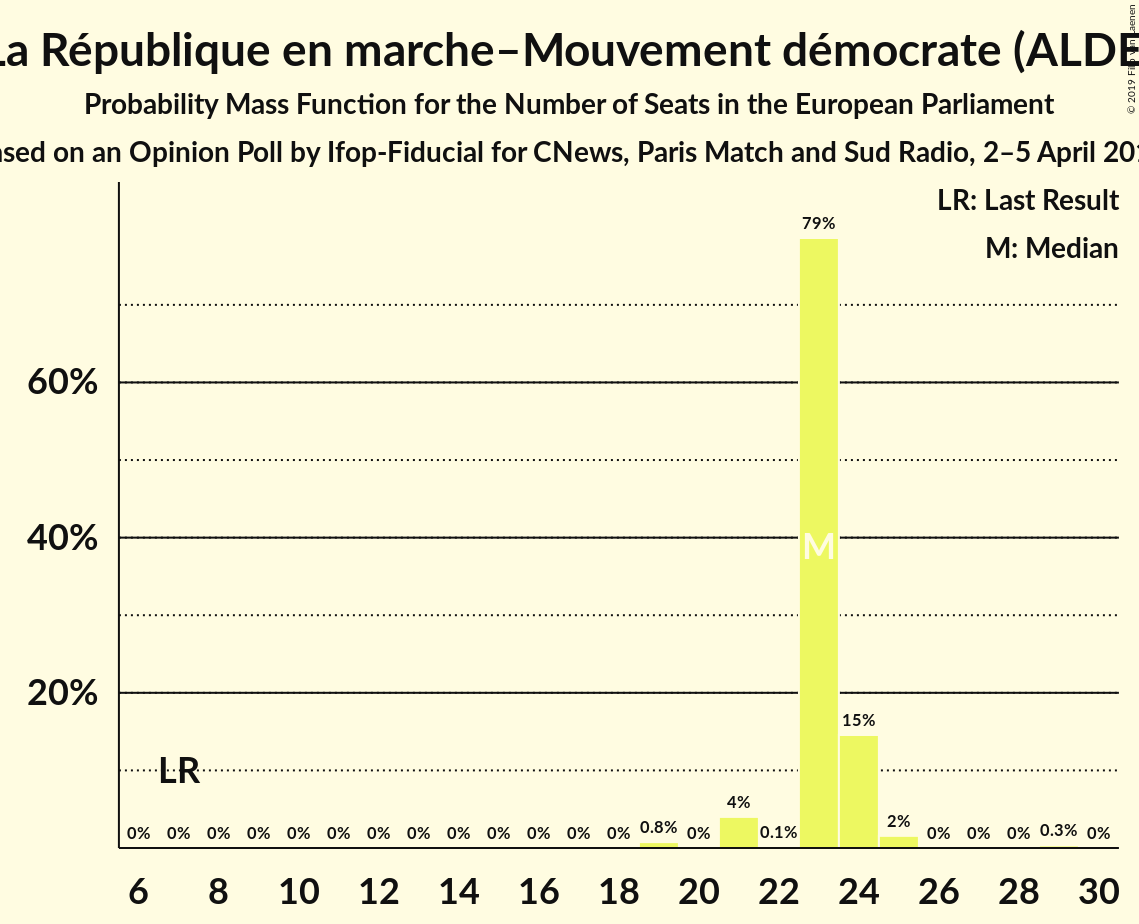 La République en marche–Mouvement démocrate (ALDE
Probability Mass Function for the Number of Seats in the European Parliament
sed on an Opinion Poll by Ifop-Fiducial for CNews, Paris Match and Sud Radio, 2–5 April 20
© 2019
LR: Last Result
M: Median
79%
60%
M
40%
20%
15%
LR
4%
2%
0% 0% 0% 0% 0% 0% 0% 0% 0% 0% 0% 0% 0% 0.8% 0% 0.1% 0% 0% 0% 0.3% 0%
6 8 10 12 14 16 18 20 22 24 26 28 30